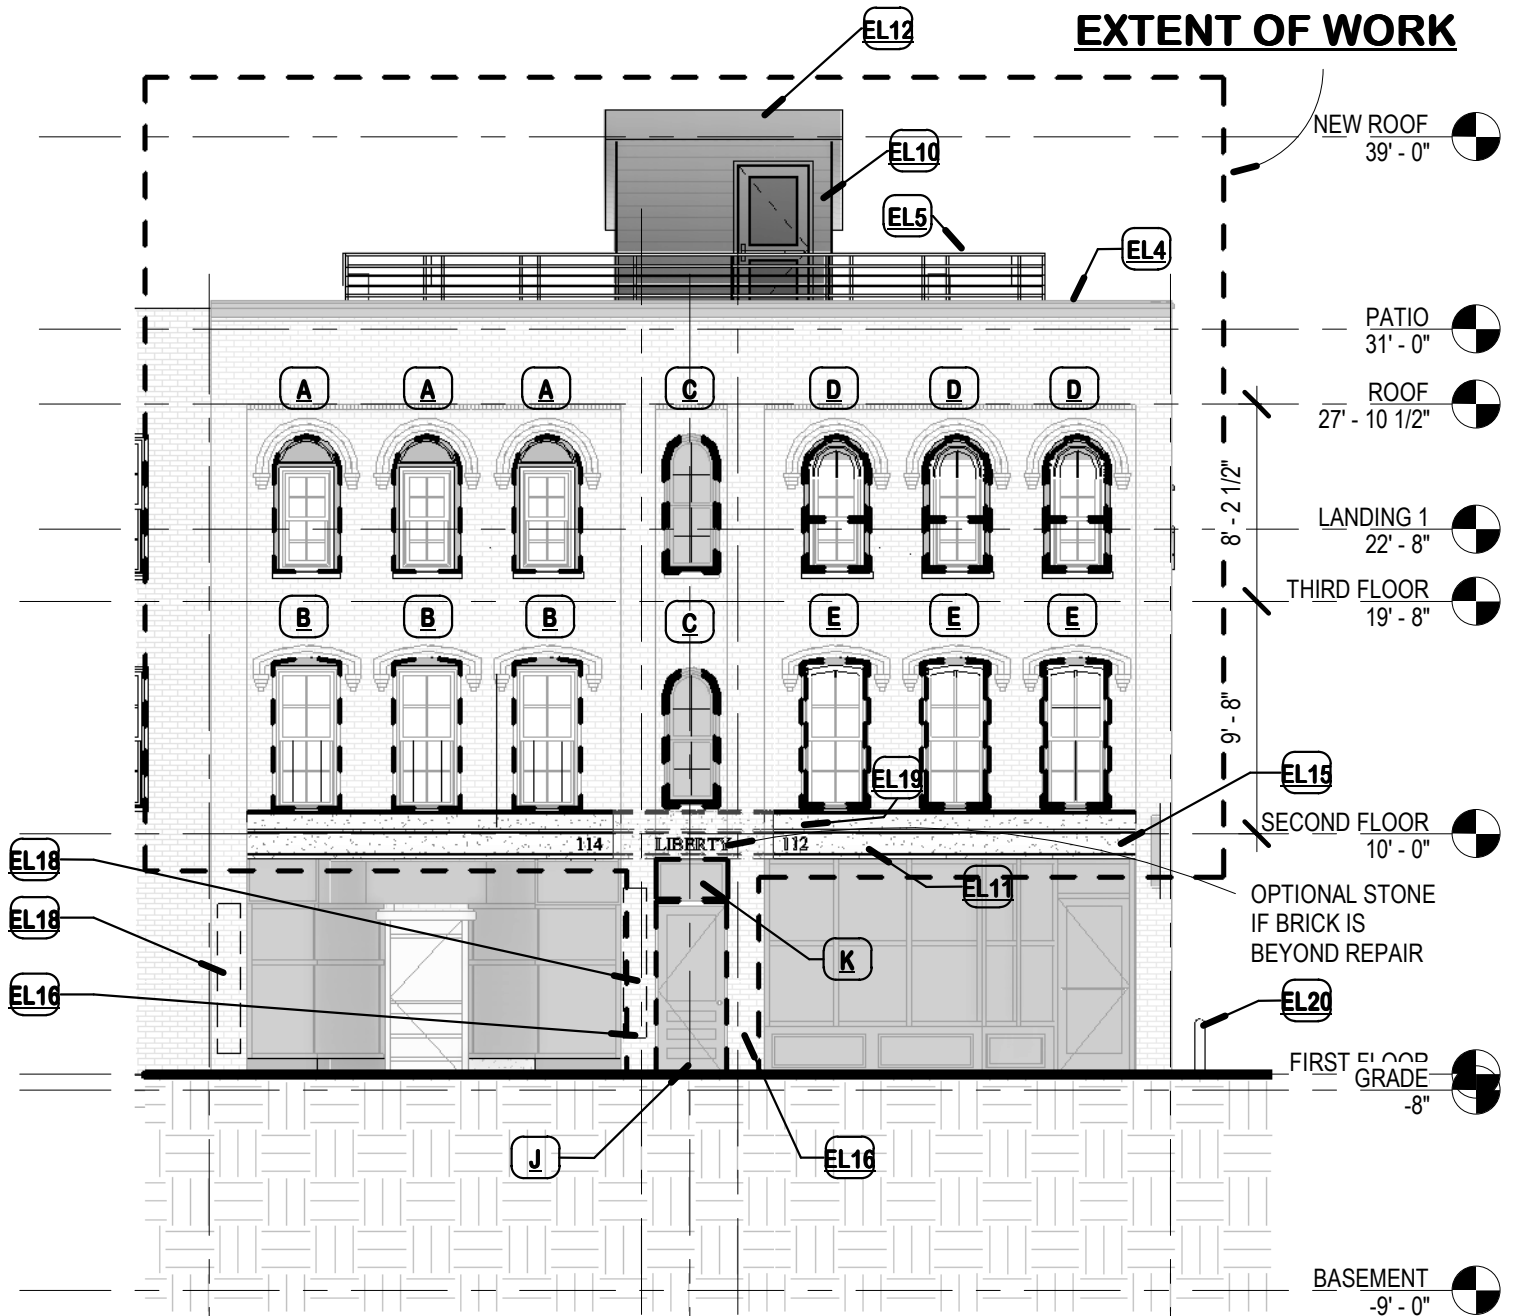 EXTENT OF WORK
EL12
NEW ROOF
39' - 0"
EL10
EL5
EL4
PATIO
31' - 0"
A A A C D D D
ROOF
27' - 10 1/2"
8' - 2 1/2"
LANDING 1
22' - 8"
THIRD FLOOR
19' - 8"
B B B C E E E
9' - 8"
EL19
EL15
SECOND FLOOR
10' - 0"
114 LIBERTY 112
EL18
EL11
OPTIONAL STONE
IF BRICK IS
BEYOND REPAIR
EL18
K
EL16
EL20
FIRST FLOOR
GRADE
-8"
J
EL16
BASEMENT
-9' - 0"